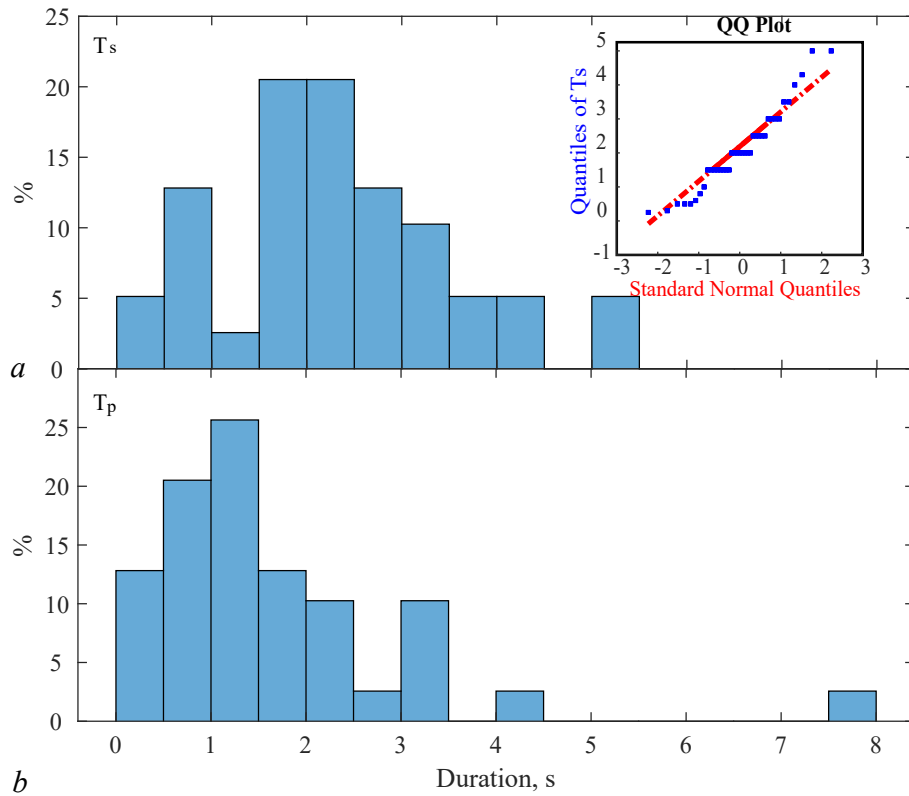 25
20
15
10
5
0
%
Ts
a
QQ Plot
5
4
3
2
1
0
-1
Quantiles of Ts
-3 -2 -1 0 1 2 3
Standard Normal Quantiles
25
20
15
10
5
0
%
Tp
b
0 1 2 3 4 5 6 7 8
Duration, s